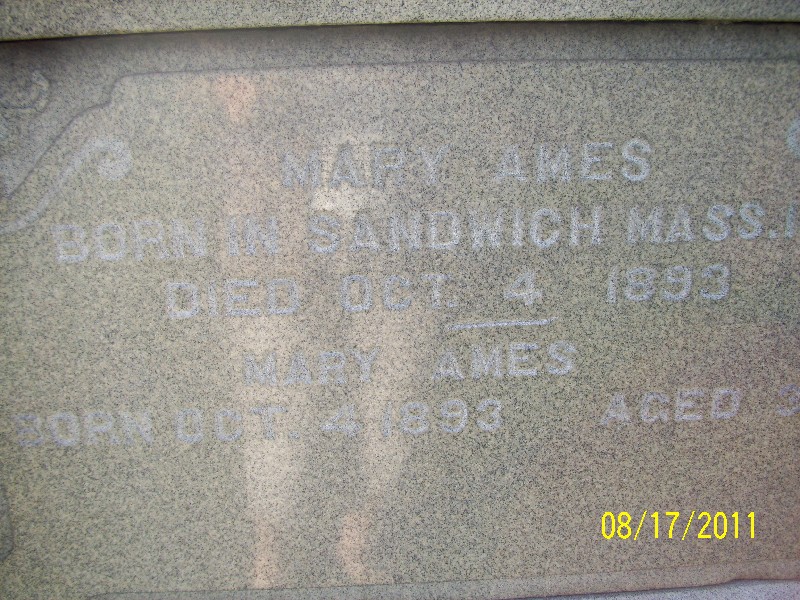 MARY AMES
BORN IN SANDWICH MASS.
DIED OCT. 4 1893
MARY AMES
BORN OCT. 4 1893 AGED 3
08/17/2011